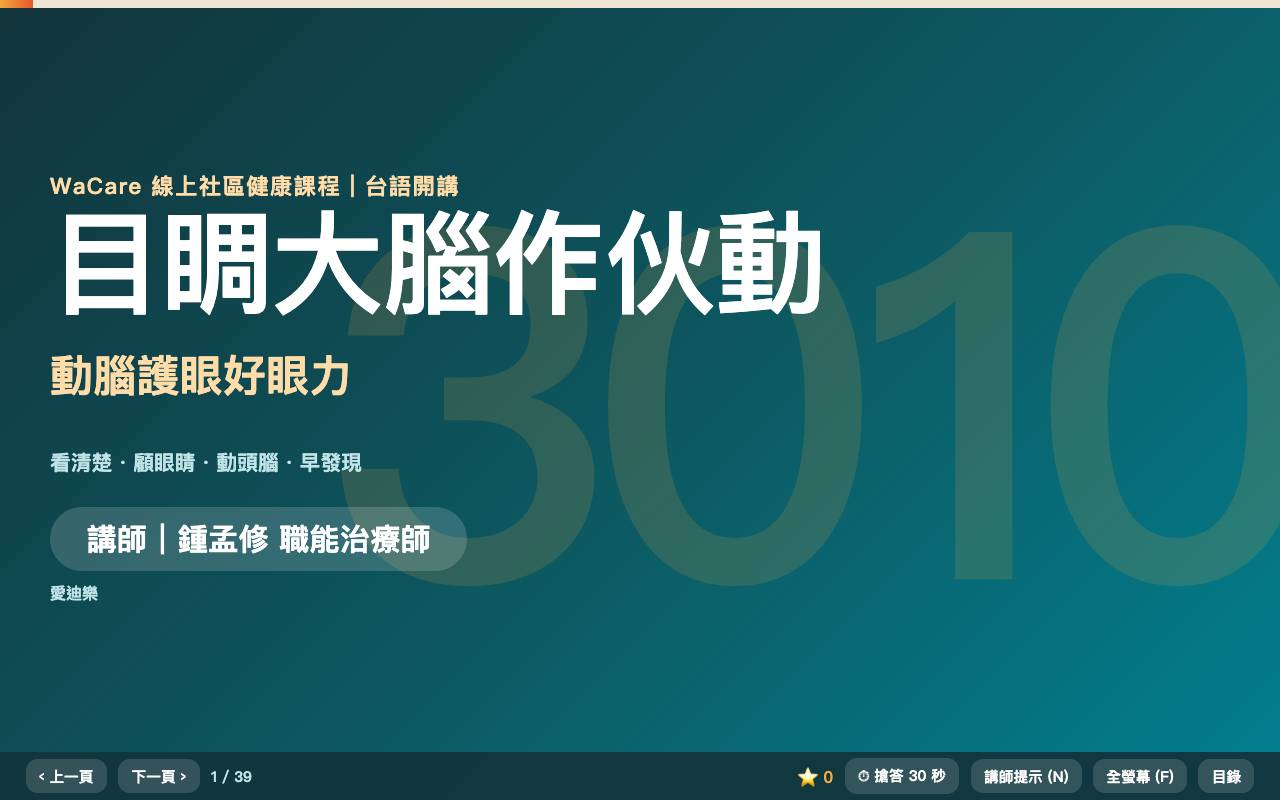 WaCare 線上社區健康課程｜台語開講
目睭大腦作伙動
3010
動腦護眼好眼力
看清楚 · 顧眼睛 · 動頭腦 · 早發現
講師｜鍾孟修 職能治療師
愛迪樂
‹ 上一頁 下一頁 › 1 / 39 ⭐ 0 ⏱ 搶答 30 秒 講師提示 (N) 全螢幕 (F) 目錄